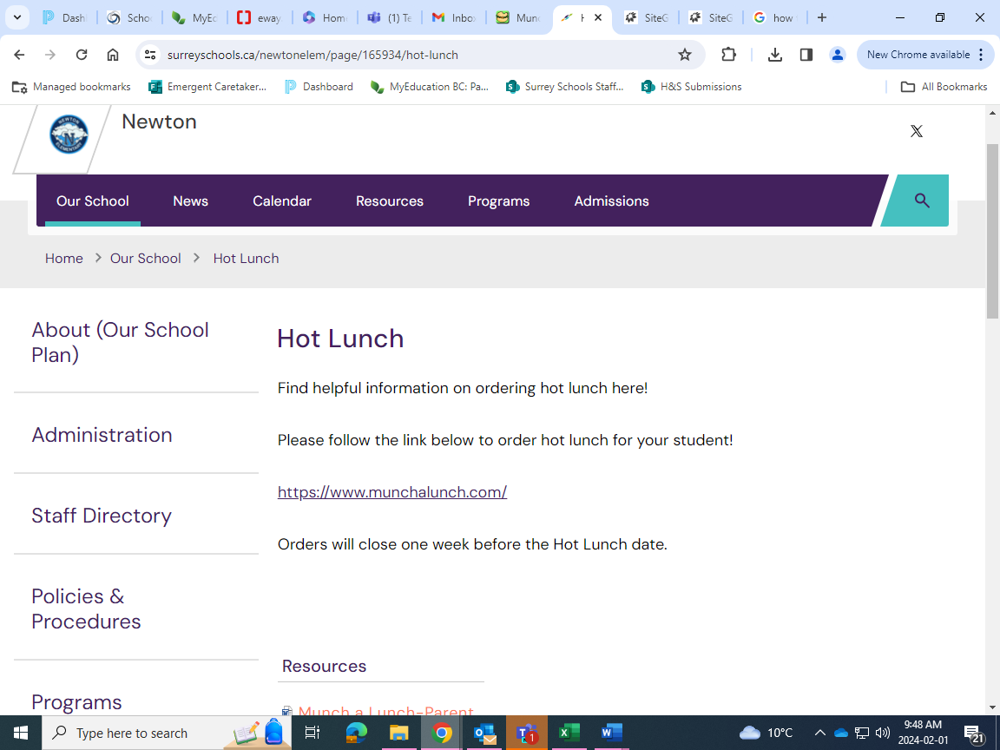 Dash
Scho
MyEd
eway
Home
(1) Te
Inbo
Munc
H
SiteG
SiteG
how
surreyschools.ca/newtonelem/page/165934/hot-lunch
New Chrome available
Managed bookmarks
Emergent Caretaker...
Dashboard
MyEducation BC: Pa...
Surrey Schools Staff...
H&S Submissions
All Bookmarks
NEWTON
N
ELEMENTARY
Newton
Our School
News
Calendar
Resources
Programs
Admissions
Home > Our School > Hot Lunch
About (Our School
Plan)
Administration
Staff Directory
Policies &
Procedures
Programs
Hot Lunch
Find helpful information on ordering hot lunch here!
Please follow the link below to order hot lunch for your student!
https://www.munchalunch.com/
Orders will close one week before the Hot Lunch date.
Resources
Munch a Lunch-Parent
Type here to search
1
10°C
9:48 AM
2024-02-01
21